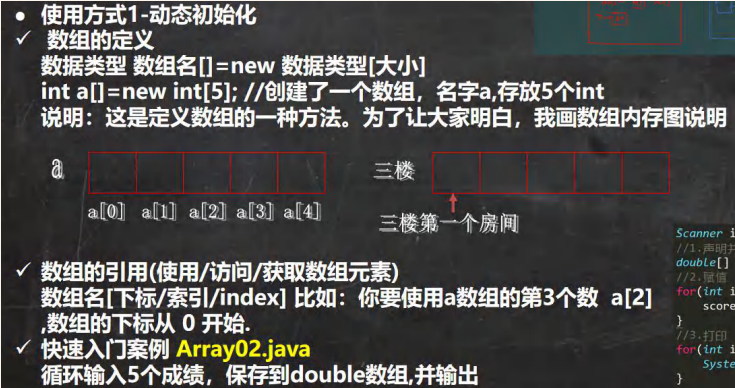 ● 使用方式1-动态初始化
✓ 数组的定义
数据类型 数组名[]=new 数据类型[大小]
int a[]=new int[5]; //创建了一个数组，名字a,存放5个int
说明：这是定义数组的一种方法。为了让大家明白，我画数组内存图说明
a 三楼
a[0] a[1] a[2] a[3] a[4]
三楼第一个房间
✓ 数组的引用(使用/访问/获取数组元素)
数组名[下标/索引/index] 比如：你要使用a数组的第3个数 a[2]
,数组的下标从 0 开始.
✓ 快速入门案例 Array02.java
循环输入5个成绩，保存到double数组,并输出
Scanner i
//1.声明并
double[]
//2.赋值
for(int i
score
}
//3.打印
for(int i
Syste
}